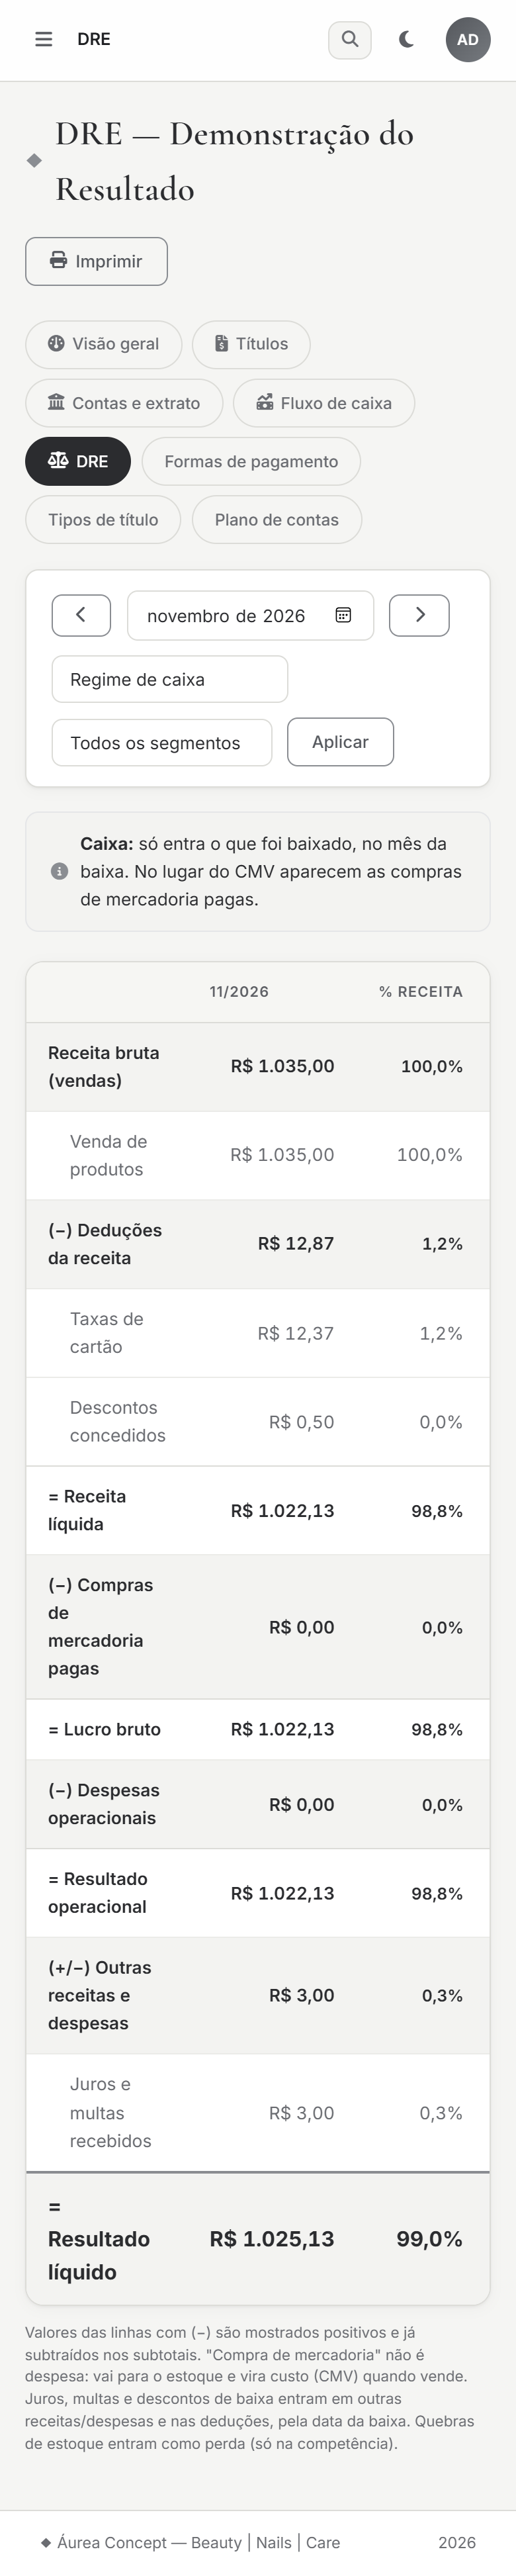 DRE
AD
DRE — Demonstração do
Resultado
Imprimir
Visão geral
Títulos
Contas e extrato
Fluxo de caixa
DRE
Formas de pagamento
Tipos de título
Plano de contas
novembro de 2026
Regime de caixa
Todos os segmentos
Aplicar
Caixa: só entra o que foi baixado, no mês da
baixa. No lugar do CMV aparecem as compras
de mercadoria pagas.
11/2026 % RECEITA
Receita bruta
(vendas)
R$ 1.035,00 100,0%
Venda de
produtos
R$ 1.035,00 100,0%
(−) Deduções
da receita
R$ 12,87 1,2%
Taxas de
cartão
R$ 12,37 1,2%
Descontos
concedidos
R$ 0,50 0,0%
= Receita
líquida
R$ 1.022,13 98,8%
(−) Compras
de
mercadoria
pagas
R$ 0,00 0,0%
= Lucro bruto R$ 1.022,13 98,8%
(−) Despesas
operacionais
R$ 0,00 0,0%
= Resultado
operacional
R$ 1.022,13 98,8%
(+/−) Outras
receitas e
despesas
R$ 3,00 0,3%
Juros e
multas
recebidos
R$ 3,00 0,3%
=
Resultado
líquido
R$ 1.025,13 99,0%
Valores das linhas com (−) são mostrados positivos e já
subtraídos nos subtotais. "Compra de mercadoria" não é
despesa: vai para o estoque e vira custo (CMV) quando vende.
Juros, multas e descontos de baixa entram em outras
receitas/despesas e nas deduções, pela data da baixa. Quebras
de estoque entram como perda (só na competência).
Áurea Concept — Beauty | Nails | Care 2026